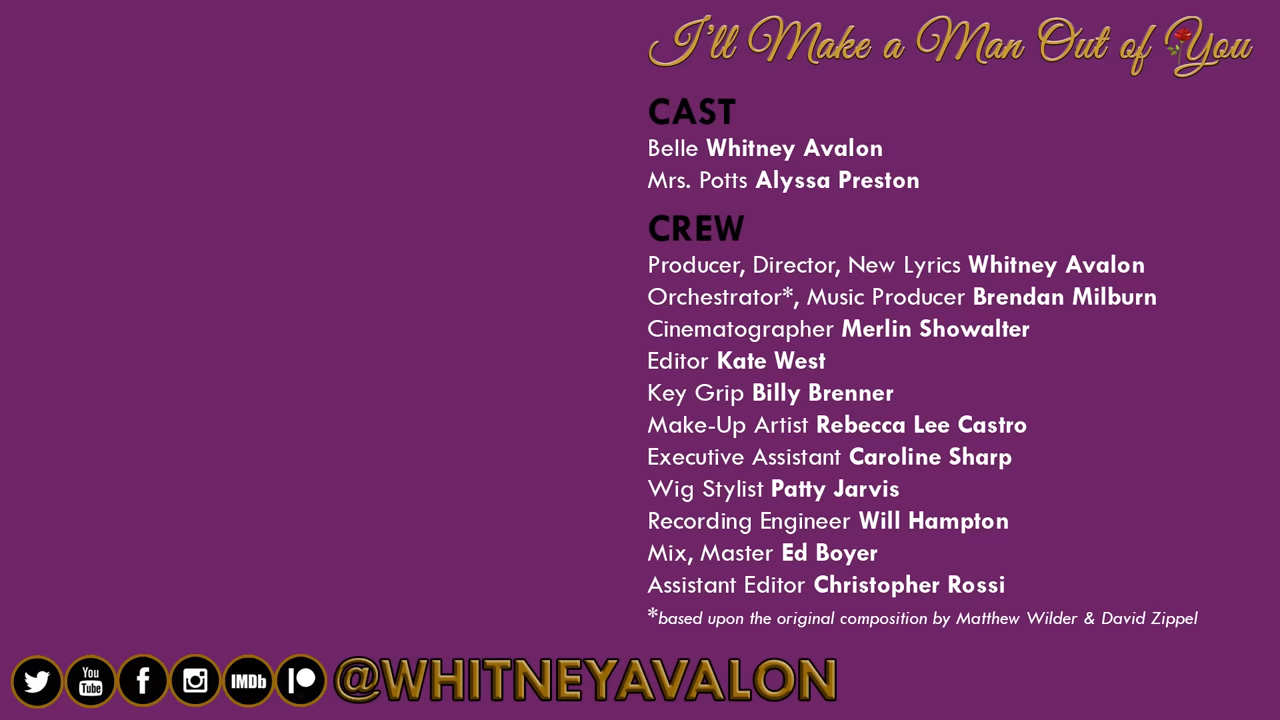 I'll Make a Man Out of You
CAST
Belle Whitney Avalon
Mrs. Potts Alyssa Preston
CREW
Producer, Director, New Lyrics Whitney Avalon
Orchestrator*, Music Producer Brendan Milburn
Cinematographer Merlin Showalter
Editor Kate West
Key Grip Billy Brenner
Make-Up Artist Rebecca Lee Castro
Executive Assistant Caroline Sharp
Wig Stylist Patty Jarvis
Recording Engineer Will Hampton
Mix, Master Ed Boyer
Assistant Editor Christopher Rossi
*based upon the original composition by Matthew Wilder & David Zippel
You
Tube
f
IMDb
@WHITNEYAVALON